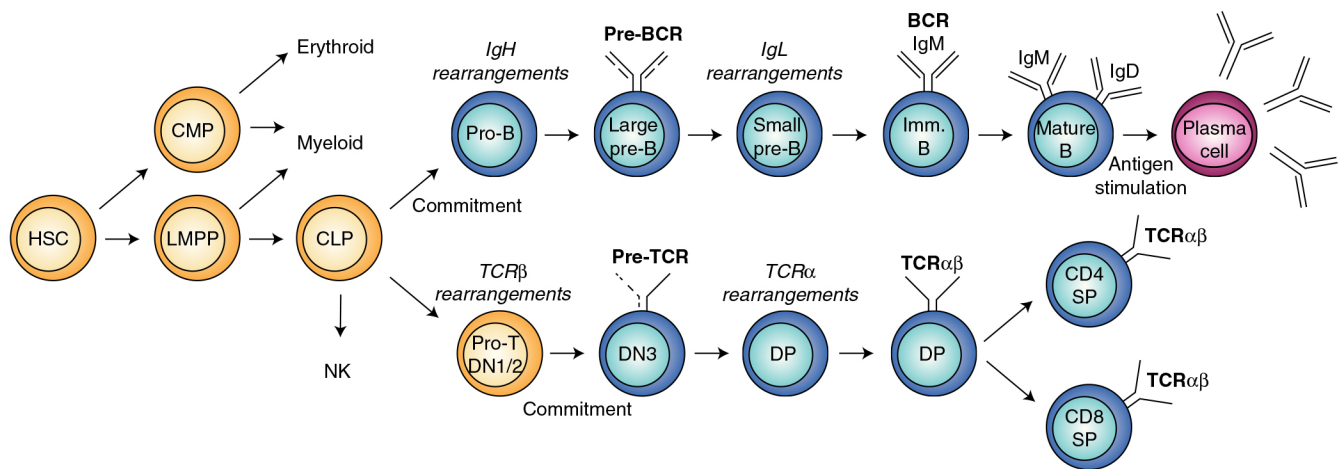 Erythroid
CMP
Myeloid
HSC
LMPP
CLP
NK
Commitment
IgH
rearrangements
Pro-B
Pre-BCR
Large
pre-B
IgL
rearrangements
Small
pre-B
BCR
IgM
Imm.
B
IgM
IgD
Mature
B
Antigen
stimulation
Plasma
cell
TCRβ
rearrangements
Pro-T
DN1/2
Commitment
Pre-TCR
DN3
TCRα
rearrangements
DP
TCRαβ
DP
TCRαβ
CD4
SP
TCRαβ
CD8
SP